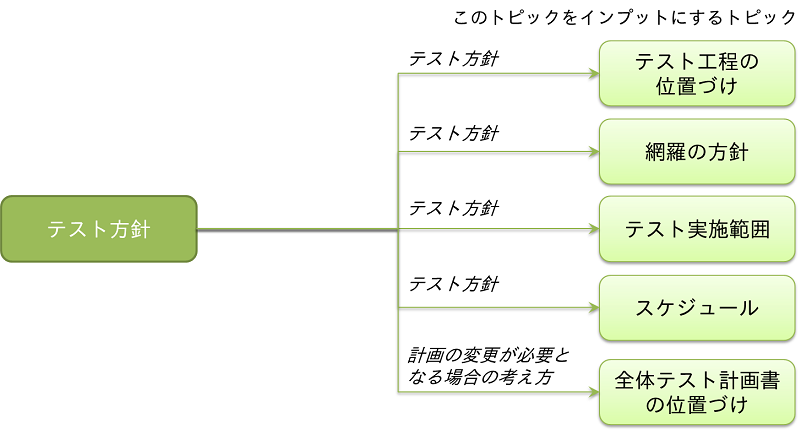 このトピックをインプットにするトピック
テスト方針
テスト工程の
位置づけ
テスト方針
網羅の方針
テスト方針
テスト方針
テスト実施範囲
テスト方針
スケジュール
計画の変更が必要と
なる場合の考え方
全体テスト計画書
の位置づけ